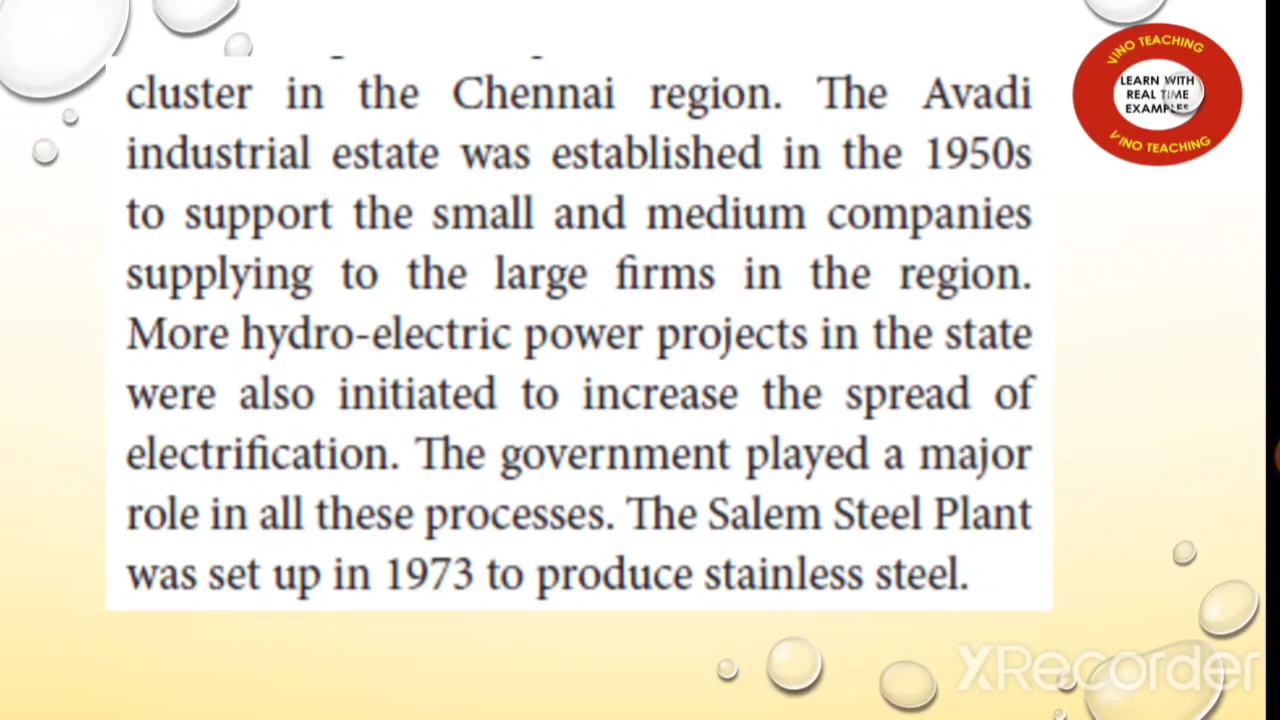 cluster in the Chennai region. The Avadi
industrial estate was established in the 1950s
to support the small and medium companies
supplying to the large firms in the region.
More hydro-electric power projects in the state
were also initiated to increase the spread of
electrification. The government played a major
role in all these processes. The Salem Steel Plant
was set up in 1973 to produce stainless steel.
VINO TEACHING
LEARN WITH
REAL TIME
EXAMPLES
VINO TEACHING
XRecorder